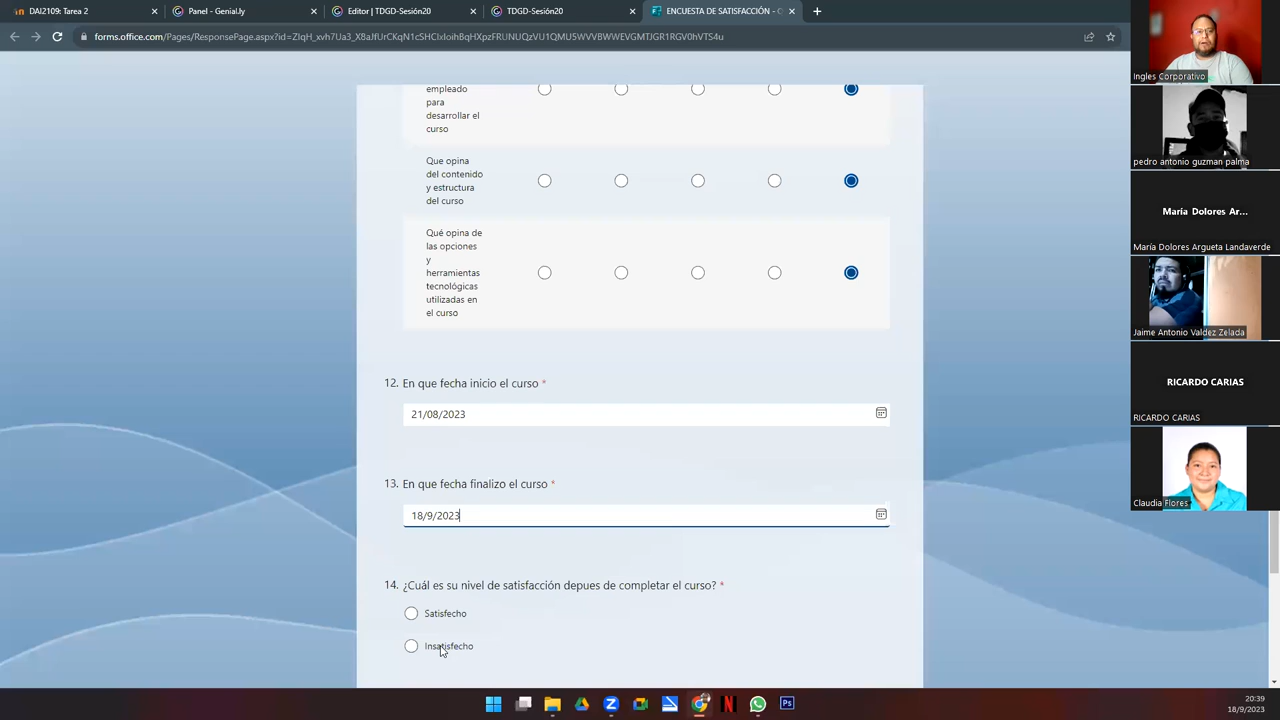 DAI2109: Tarea 2
Panel - Genial.ly
Editor | TDGD-Sesión20
TDGD-Sesión20
ENCUESTA DE SATISFACCIÓN -
forms.office.com/Pages/ResponsePage.aspx?id=
empleado
para
desarrollar el
curso
Que opina
del contenido
y estructura
del curso
Qué opina de
las opciones
y
herramientas
tecnológicas
utilizadas en
el curso
12. En que fecha inicio el curso *
21/08/2023
13. En que fecha finalizo el curso *
18/9/2023
14. ¿Cuál es su nivel de satisfacción depues de completar el curso? *
Satisfecho
Insatisfecho
Ingles Corporativo
pedro antonio guzman palma
Maria Dolores Ar...
María Dolores Argueta Landaverde
Jaime Antonio Valdez Zelada
RICARDO CARIAS
RICARDO CARIAS
Claudia Flores
20:39
18/9/2023